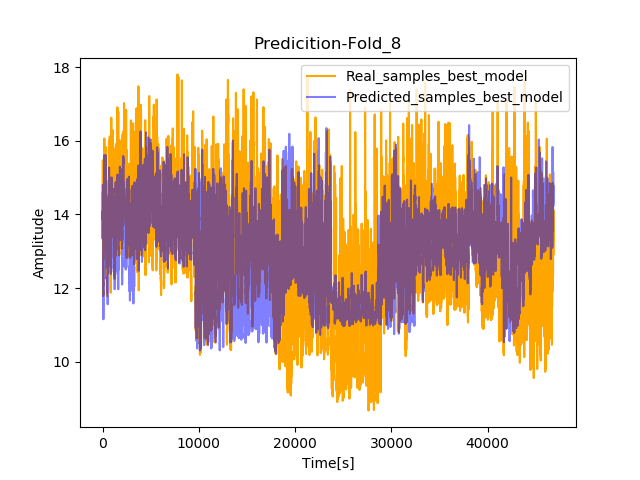 Predicition-Fold_8
Real_samples_best_model
Predicted_samples_best_model
18
16
14
12
10
Amplitude
0
10000
20000
30000
40000
Time[s]